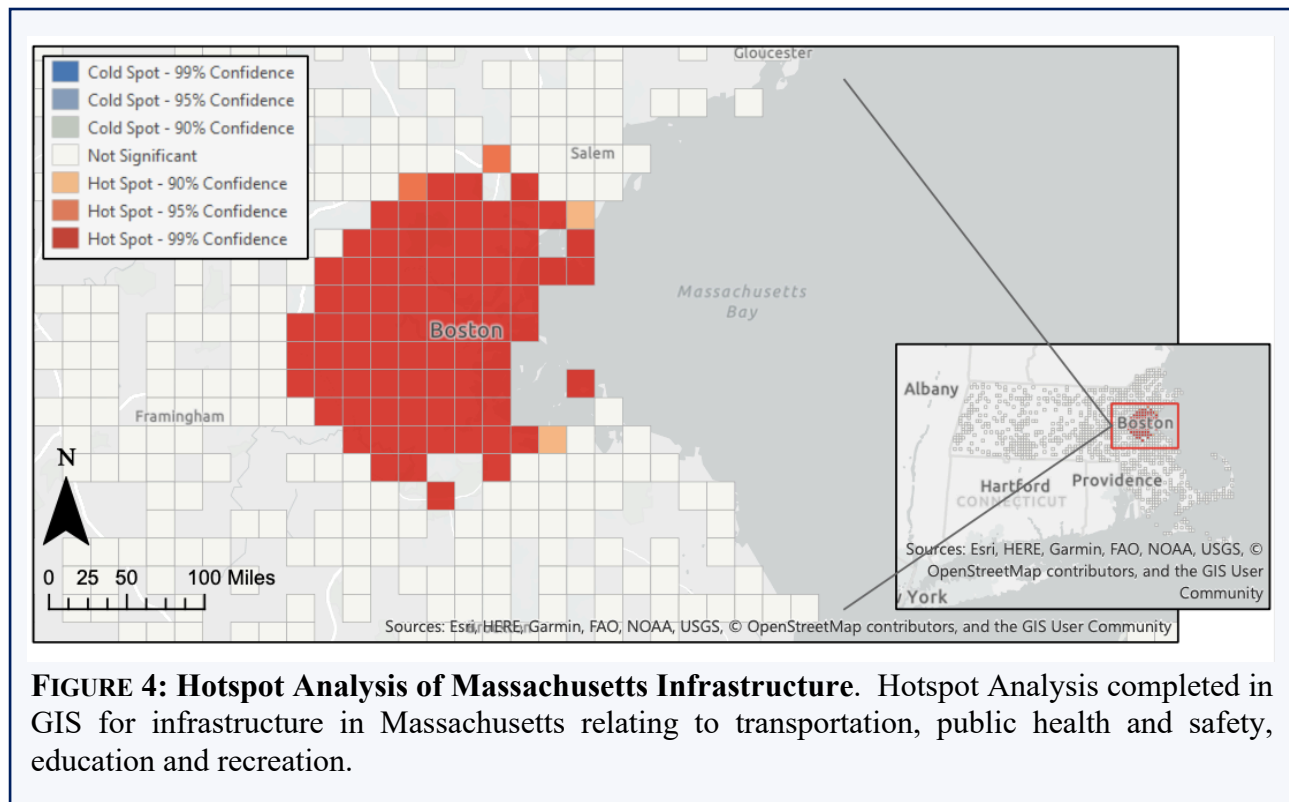 Gloucester
Cold Spot - 99% Confidence
Cold Spot - 95% Confidence
Cold Spot - 90% Confidence
Not Significant
Hot Spot - 90% Confidence
Hot Spot - 95% Confidence
Hot Spot - 99% Confidence
Salem
Massachusetts
Bay
Boston
Framingham
N
0 25 50 100 Miles
Albany
Boston
Hartford
Providence
CONNECTICUT
Sources: Esri, HERE, Garmin, FAO, NOAA, USGS, ©
OpenStreetMap contributors, and the GIS User
Community
York
Sources: Esri, HERE, Garmin, FAO, NOAA, USGS, © OpenStreetMap contributors, and the GIS User Community
FIGURE 4: Hotspot Analysis of Massachusetts Infrastructure. Hotspot Analysis completed in
GIS for infrastructure in Massachusetts relating to transportation, public health and safety,
education and recreation.